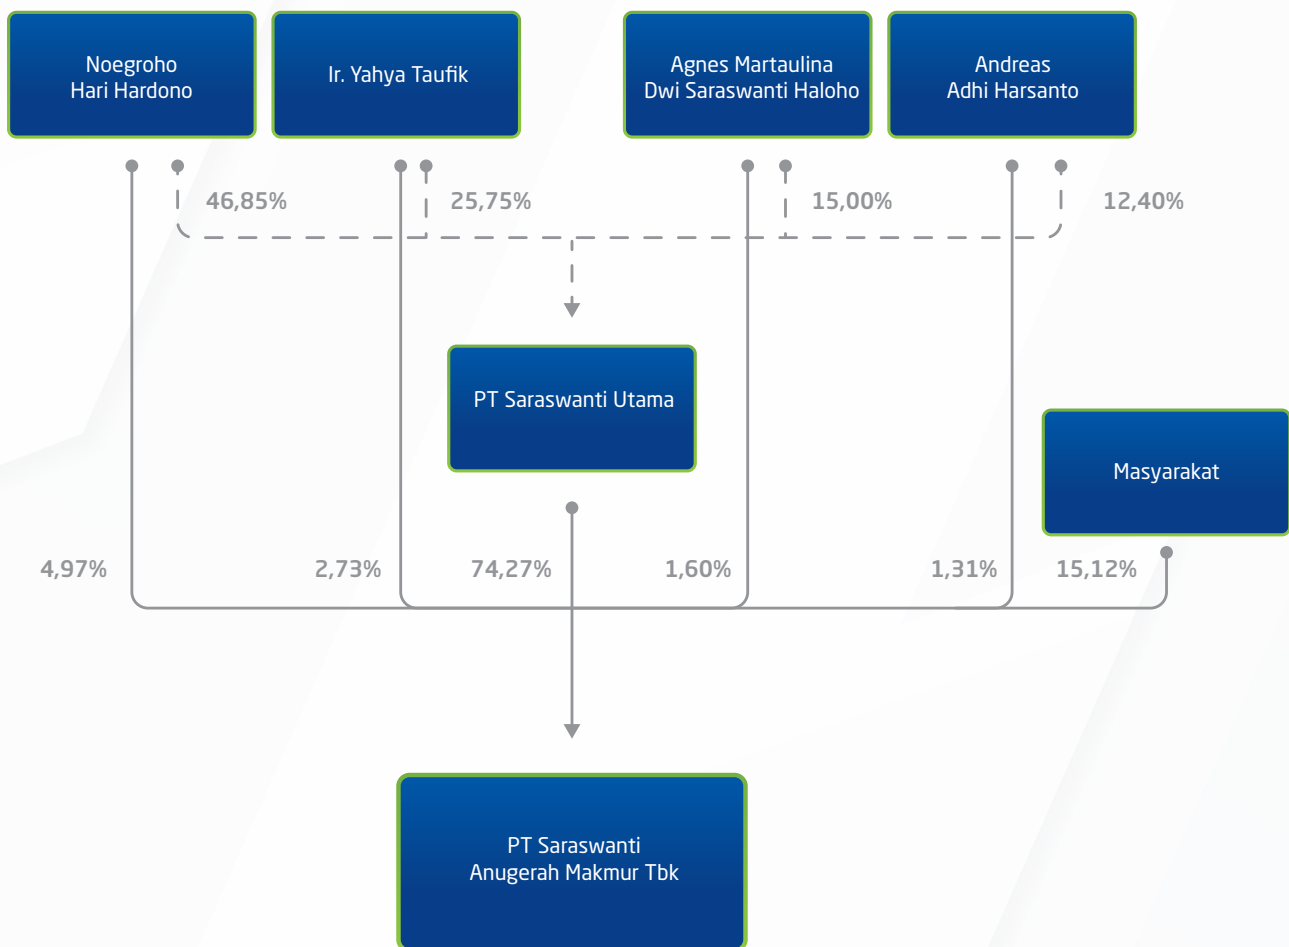 Noegroho
Hari Hardono
Ir. Yahya Taufik
Agnes Martaulina
Dwi Saraswanti Haloho
Andreas
Adhi Harsanto
46,85%
25,75%
15,00%
12,40%
PT Saraswanti Utama
Masyarakat
4,97%
2,73%
74,27%
1,60%
1,31%
15,12%
PT Saraswanti
Anugerah Makmur Tbk